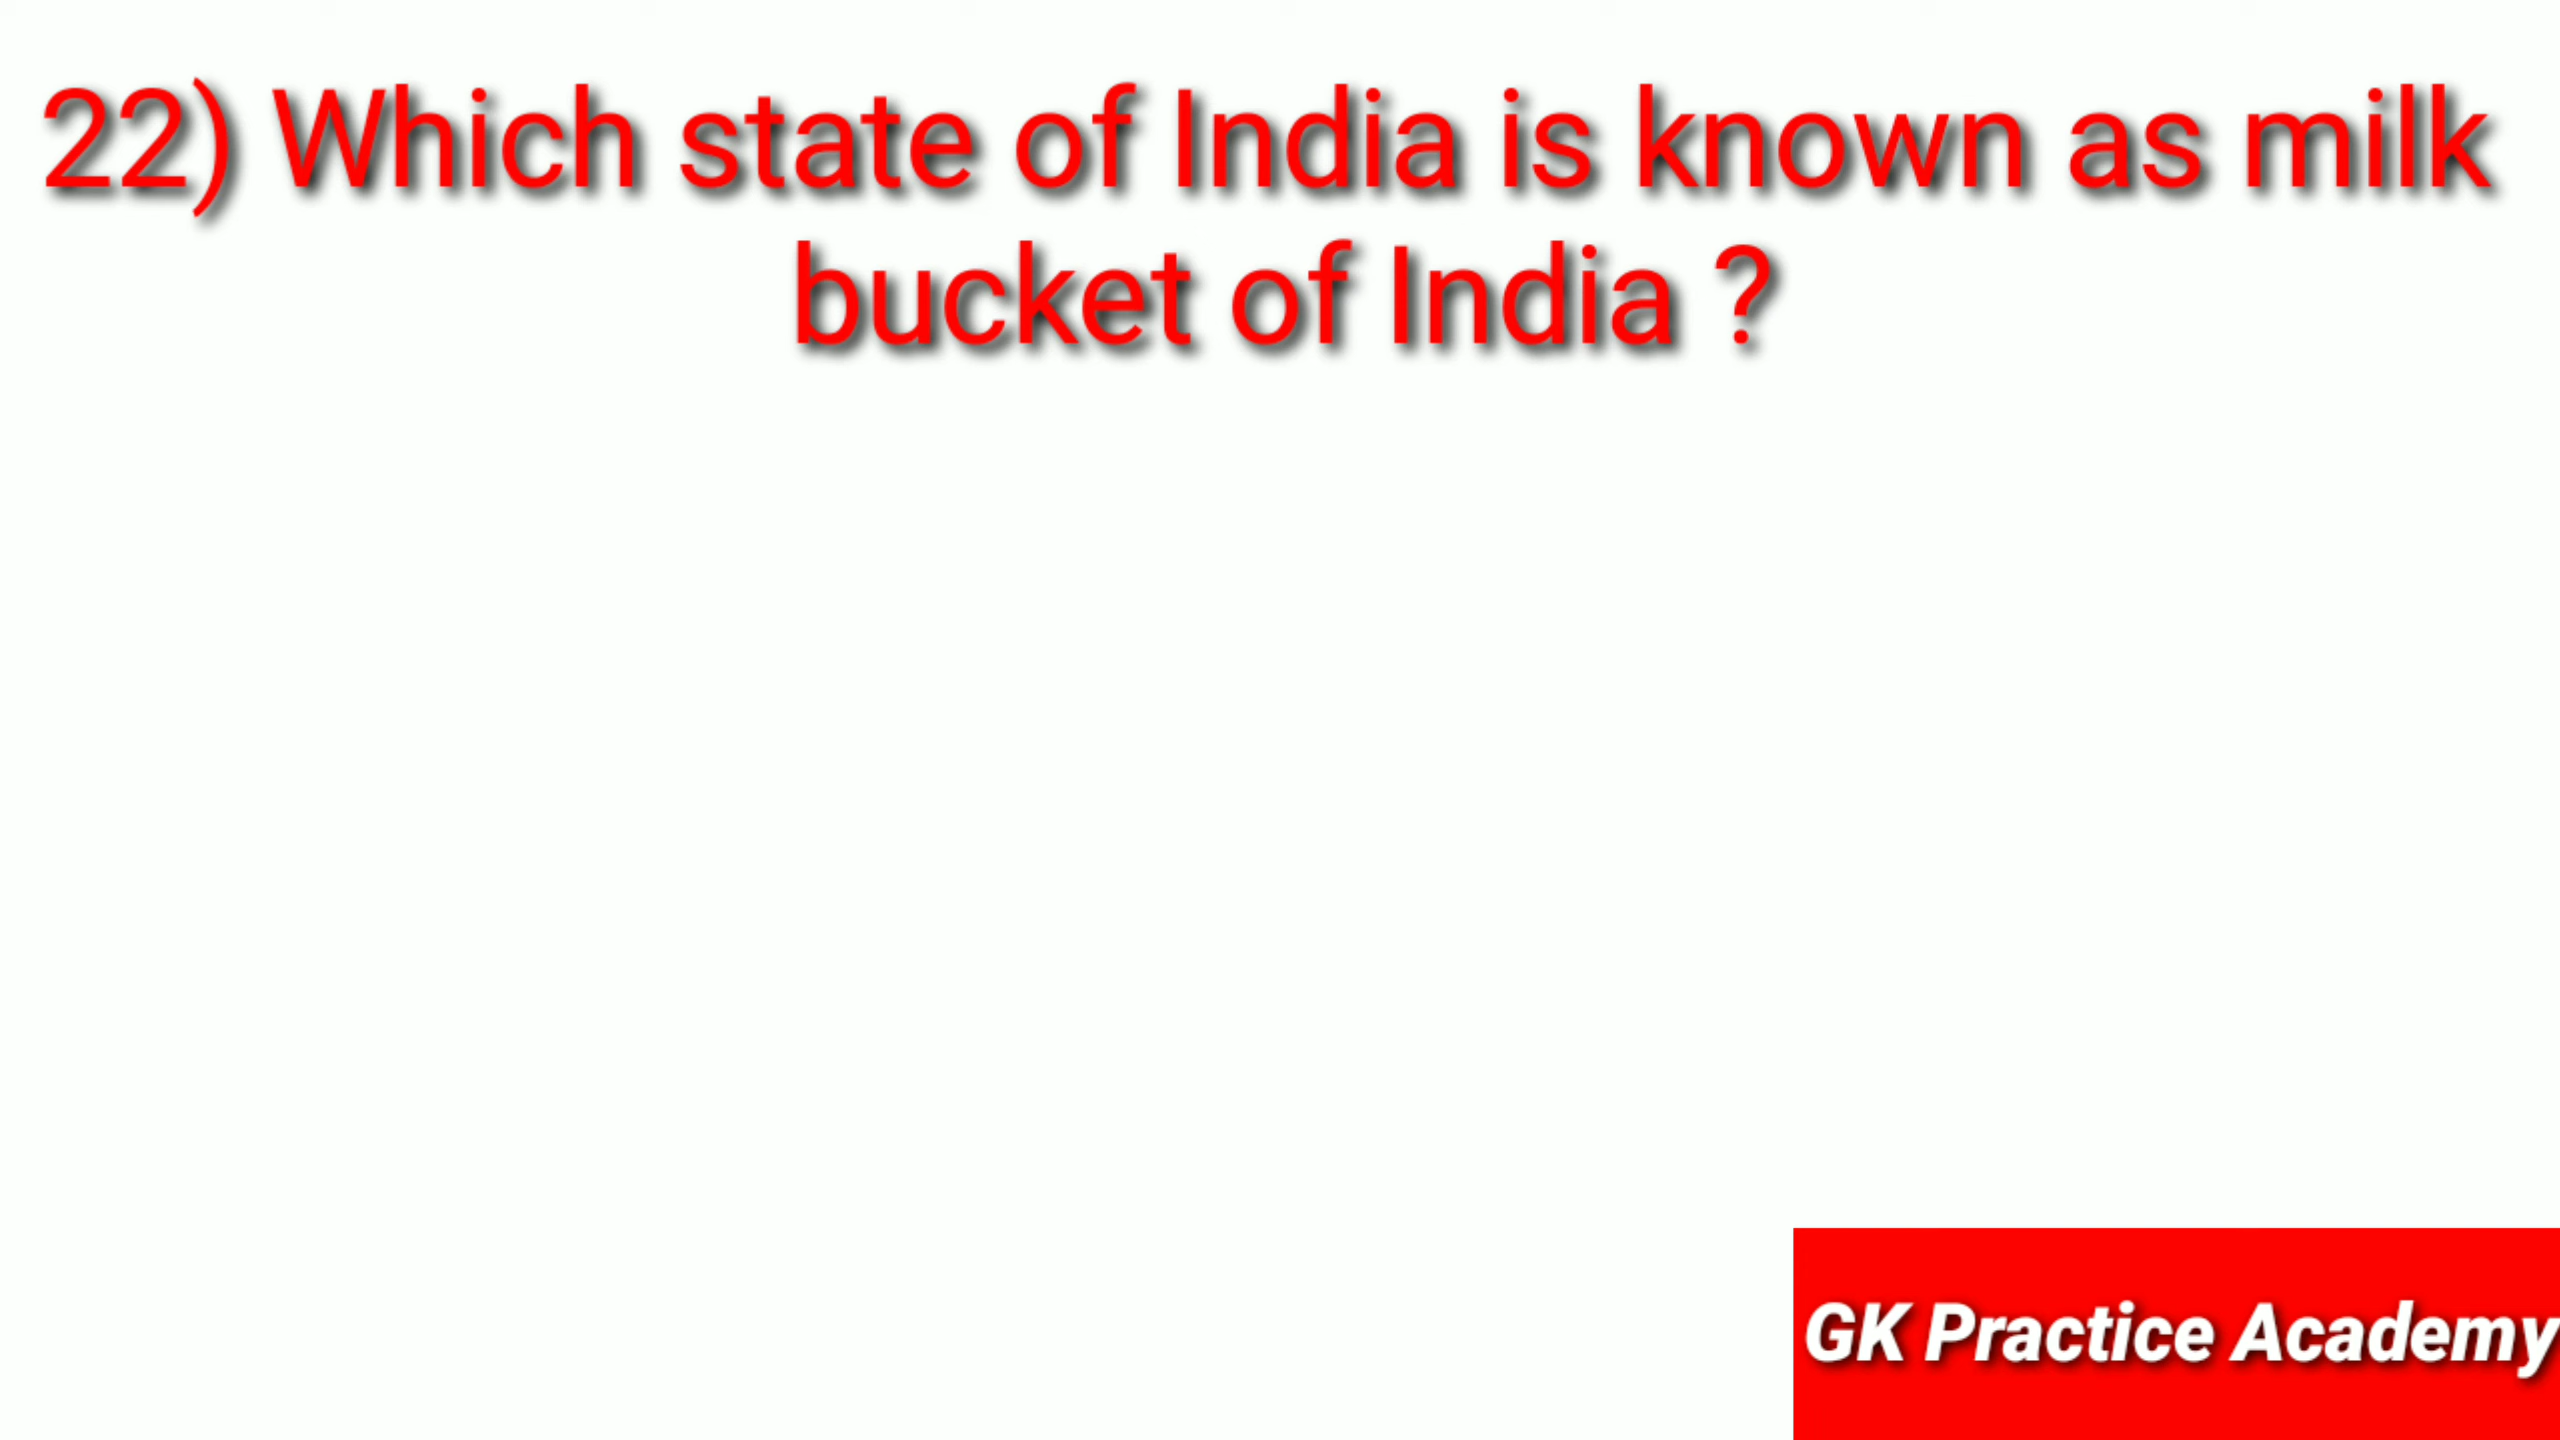 22) Which state of India is known as milk
bucket of India ?
GK Practice Academy